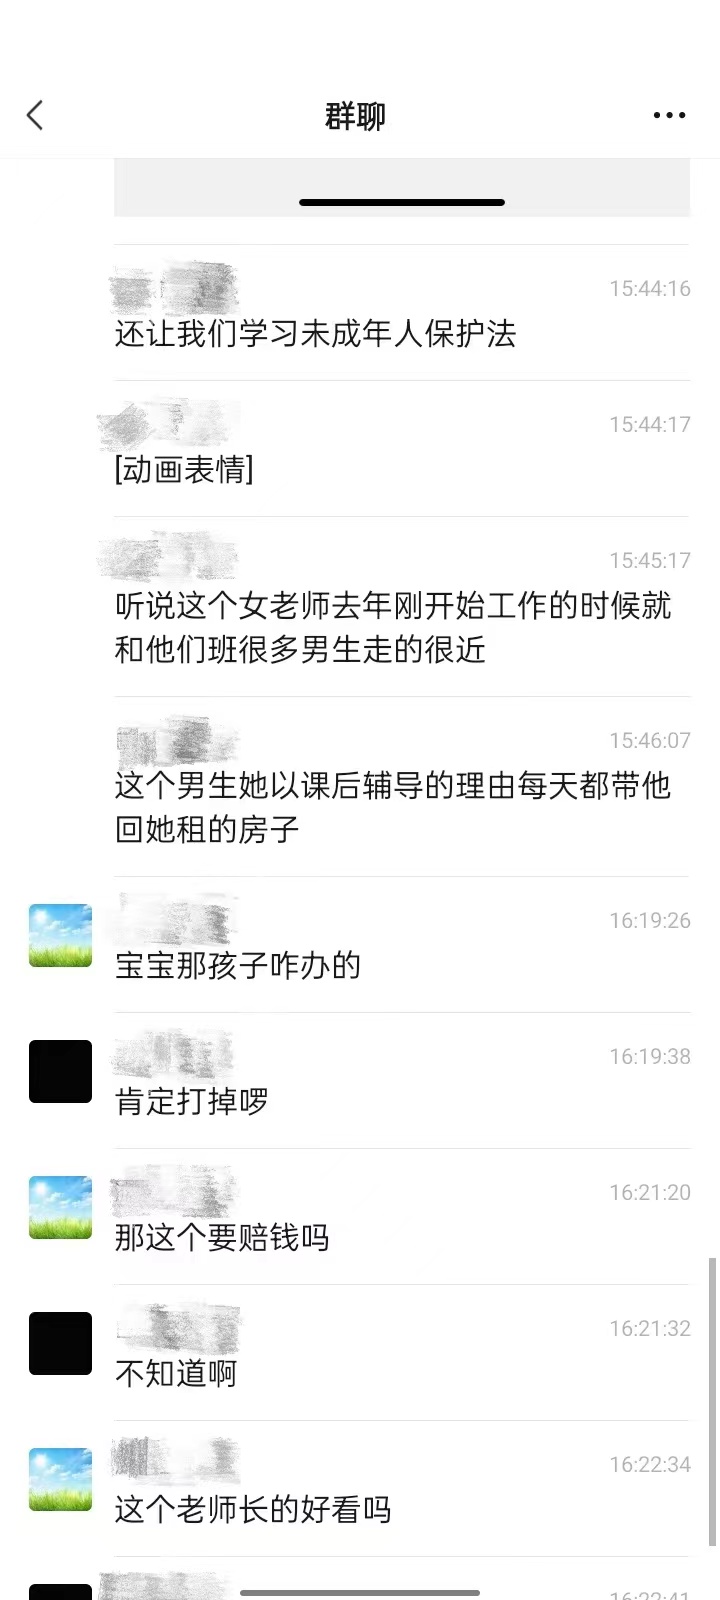 群聊
15:44:16
还让我们学习未成年人保护法
15:44:17
[动画表情]
15:45:17
听说这个女老师去年刚开始工作的时候就
和他们班很多男生走的很近
15:46:07
这个男生她以课后辅导的理由每天都带他
回她租的房子
16:19:26
宝宝那孩子咋办的
16:19:38
肯定打掉啰
16:21:20
那这个要赔钱吗
16:21:32
不知道啊
16:22:34
这个老师长的好看吗